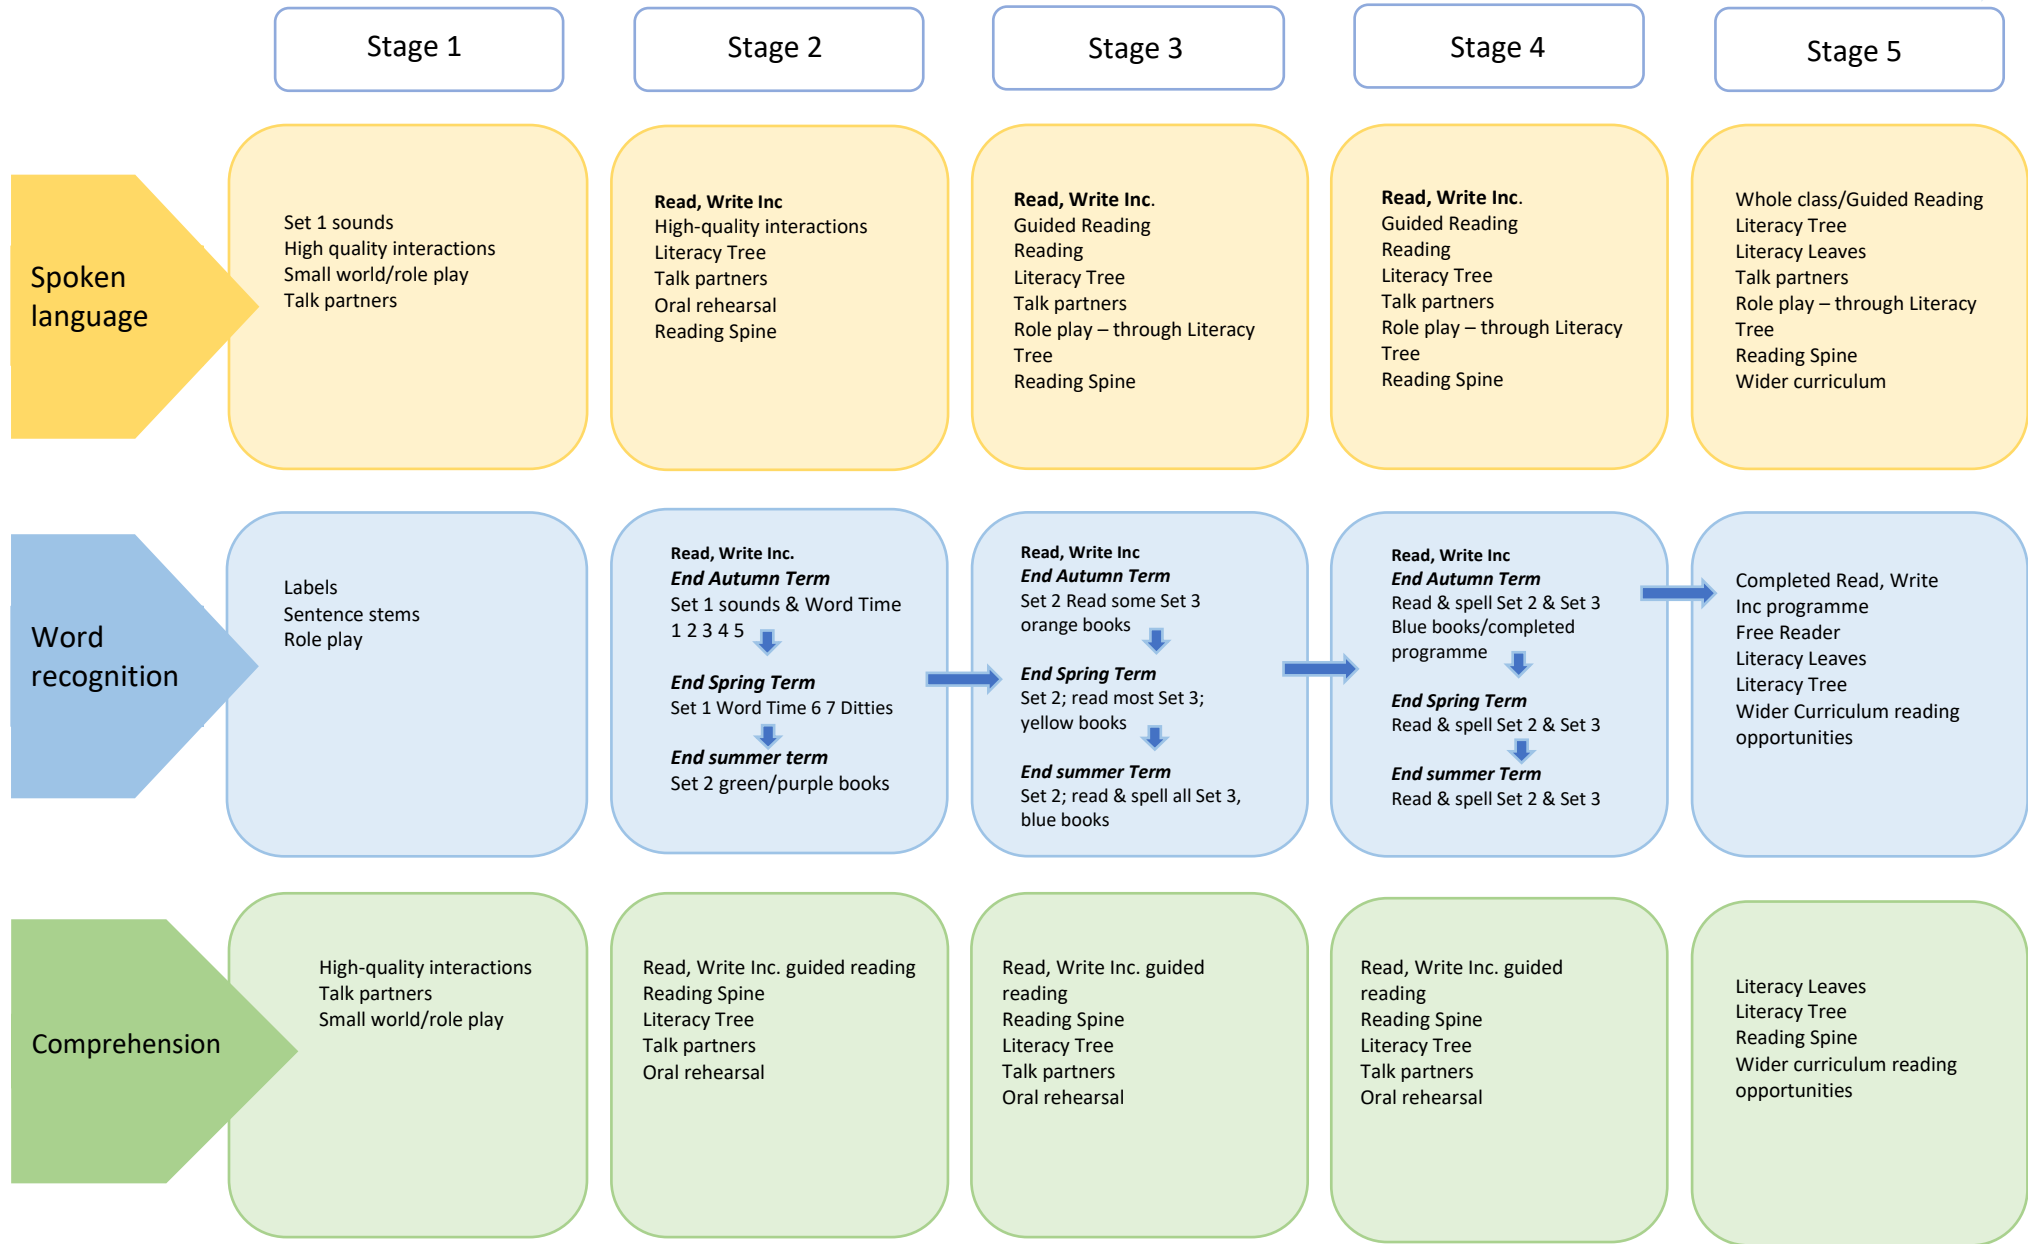 Stage 1
Stage 2
Stage 3
Stage 4
Stage 5
Spoken
language
Set 1 sounds
High quality interactions
Small world/role play
Talk partners
Read, Write Inc
High-quality interactions
Literacy Tree
Talk partners
Oral rehearsal
Reading Spine
Read, Write Inc.
Guided Reading
Reading
Literacy Tree
Talk partners
Role play – through Literacy
Tree
Reading Spine
Read, Write Inc.
Guided Reading
Reading
Literacy Tree
Talk partners
Role play – through Literacy
Tree
Reading Spine
Whole class/Guided Reading
Literacy Tree
Literacy Leaves
Talk partners
Role play – through Literacy
Tree
Reading Spine
Wider curriculum
Word
recognition
Labels
Sentence stems
Role play
Read, Write Inc.
End Autumn Term
Set 1 sounds & Word Time
1 2 3 4 5
End Spring Term
Set 1 Word Time 6 7 Ditties
End summer term
Set 2 green/purple books
Read, Write Inc
End Autumn Term
Set 2 Read some Set 3
orange books
End Spring Term
Set 2; read most Set 3;
yellow books
End summer Term
Set 2; read & spell all Set 3,
blue books
Read, Write Inc
End Autumn Term
Read & spell Set 2 & Set 3
Blue books/completed
programme
End Spring Term
Read & spell Set 2 & Set 3
End summer Term
Read & spell Set 2 & Set 3
Completed Read, Write
Inc programme
Free Reader
Literacy Leaves
Literacy Tree
Wider Curriculum reading
opportunities
Comprehension
High-quality interactions
Talk partners
Small world/role play
Read, Write Inc. guided reading
Reading Spine
Literacy Tree
Talk partners
Oral rehearsal
Read, Write Inc. guided
reading
Reading Spine
Literacy Tree
Talk partners
Oral rehearsal
Read, Write Inc. guided
reading
Reading Spine
Literacy Tree
Talk partners
Oral rehearsal
Literacy Leaves
Literacy Tree
Reading Spine
Wider curriculum reading
opportunities